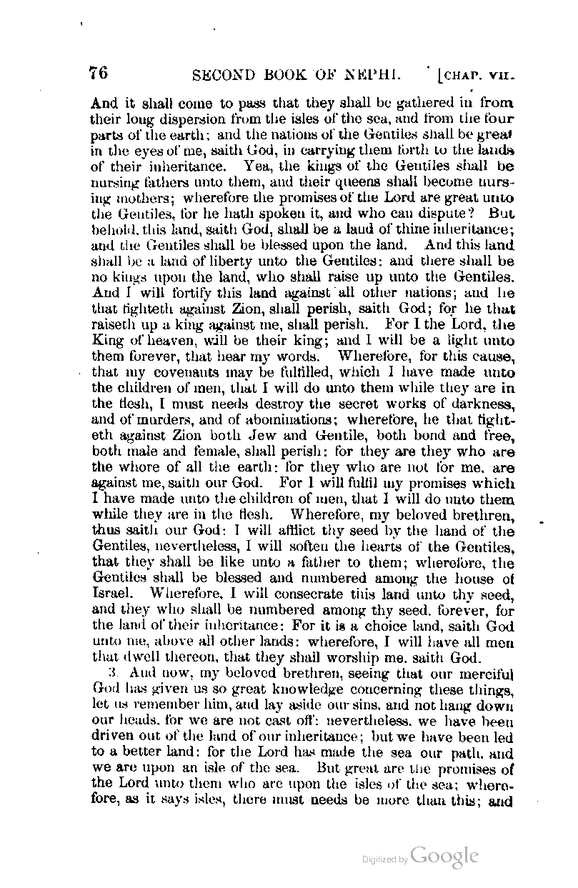 76 SECOND BOOK OF NEPHI. [CHAP. VII.
And it shall come to pass that they shall be gathered in from
their long dispersion from the isles of the sea, and from the four
parts of the earth; and the nations of the Gentiles shall be great
in the eyes of me, saith God, in carrying them forth to the lands
of their inheritance. Yea, the kings of the Gentiles shall be
nursing fathers unto them, and their queens shall become nurs-
ing mothers; wherefore the promises of the Lord are great unto
the Gentiles, for he hath spoken it, and who can dispute? But
behold, this land, saith God, shall be a land of thine inheritance;
and the Gentiles shall be blessed upon the land. And this land
shall be a land of liberty unto the Gentiles; and there shall be
no kings upon the land, who shall raise up unto the Gentiles.
And I will fortify this land against all other nations; and he
that fighteth against Zion, shall perish, saith God; for he that
raiseth up a king against me, shall perish. For I the Lord, the
King of heaven, will be their king; and I will be a light unto
them forever, that hear my words. Wherefore, for this cause,
that my covenants may be fulfilled, which I have made unto
the children of men, that I will do unto them while they are in
the flesh, I must needs destroy the secret works of darkness,
and of murders, and of abominations; wherefore, he that fight-
eth against Zion both Jew and Gentile, both bond and free,
both male and female, shall perish; for they are they who are
the whore of all the earth; for they who are not for me, are
against me, saith our God. For I will fulfil my promises which
I have made unto the children of men, that I will do unto them
while they are in the flesh. Wherefore, my beloved brethren,
thus saith our God: I will afflict thy seed by the hand of the
Gentiles, nevertheless, I will soften the hearts of the Gentiles,
that they shall be like unto a father to them; wherefore, the
Gentiles shall be blessed and numbered among the house of
Israel. Wherefore, I will consecrate this land unto thy seed,
and they who shall be numbered among thy seed, forever, for
the land of their inheritance: For it is a choice land, saith God
unto me, above all other lands: wherefore, I will have all men
that dwell thereon, that they shall worship me, saith God.
3. And now, my beloved brethren, seeing that our merciful
God has given us so great knowledge concerning these things,
let us remember him, and lay aside our sins, and not hang down
our heads, for we are not cast off: nevertheless, we have been
driven out of the land of our inheritance; but we have been led
to a better land: for the Lord has made the sea our path, and
we are upon an isle of the sea. But great are the promises of
the Lord unto them who are upon the isles of the sea; where-
fore, as it says isles, there must needs be more than this; and
Digitized by Google